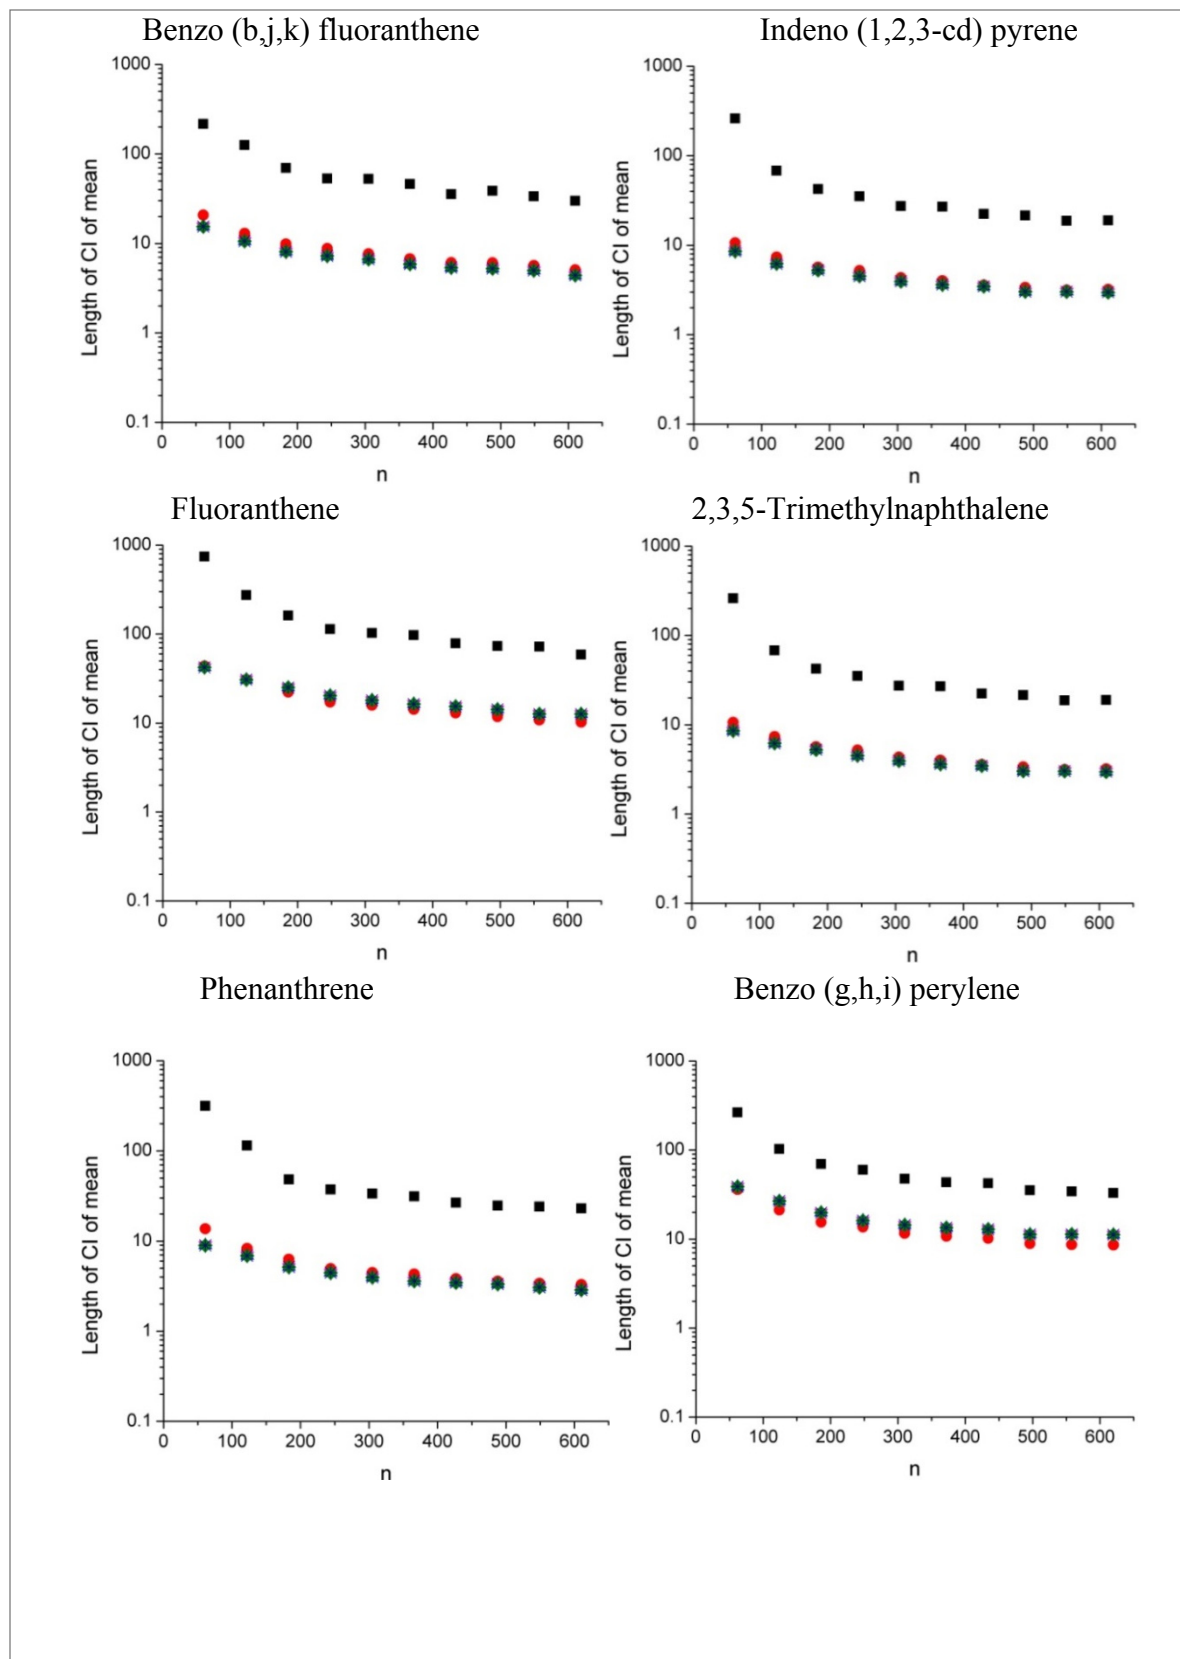 Benzo (b,j,k) fluoranthene
Indeno (1,2,3-cd) pyrene
1000
100
10
1
0.1
Length of CI of mean
0 100 200 300 400 500 600
n
1000
100
10
1
0.1
Length of CI of mean
0 100 200 300 400 500 600
n
Fluoranthene
2,3,5-Trimethylnaphthalene
1000
100
10
1
0.1
Length of CI of mean
0 100 200 300 400 500 600
n
1000
100
10
1
0.1
Length of CI of mean
0 100 200 300 400 500 600
n
Phenanthrene
Benzo (g,h,i) perylene
1000
100
10
1
0.1
Length of CI of mean
0 100 200 300 400 500 600
n
1000
100
10
1
0.1
Length of CI of mean
0 100 200 300 400 500 600
n